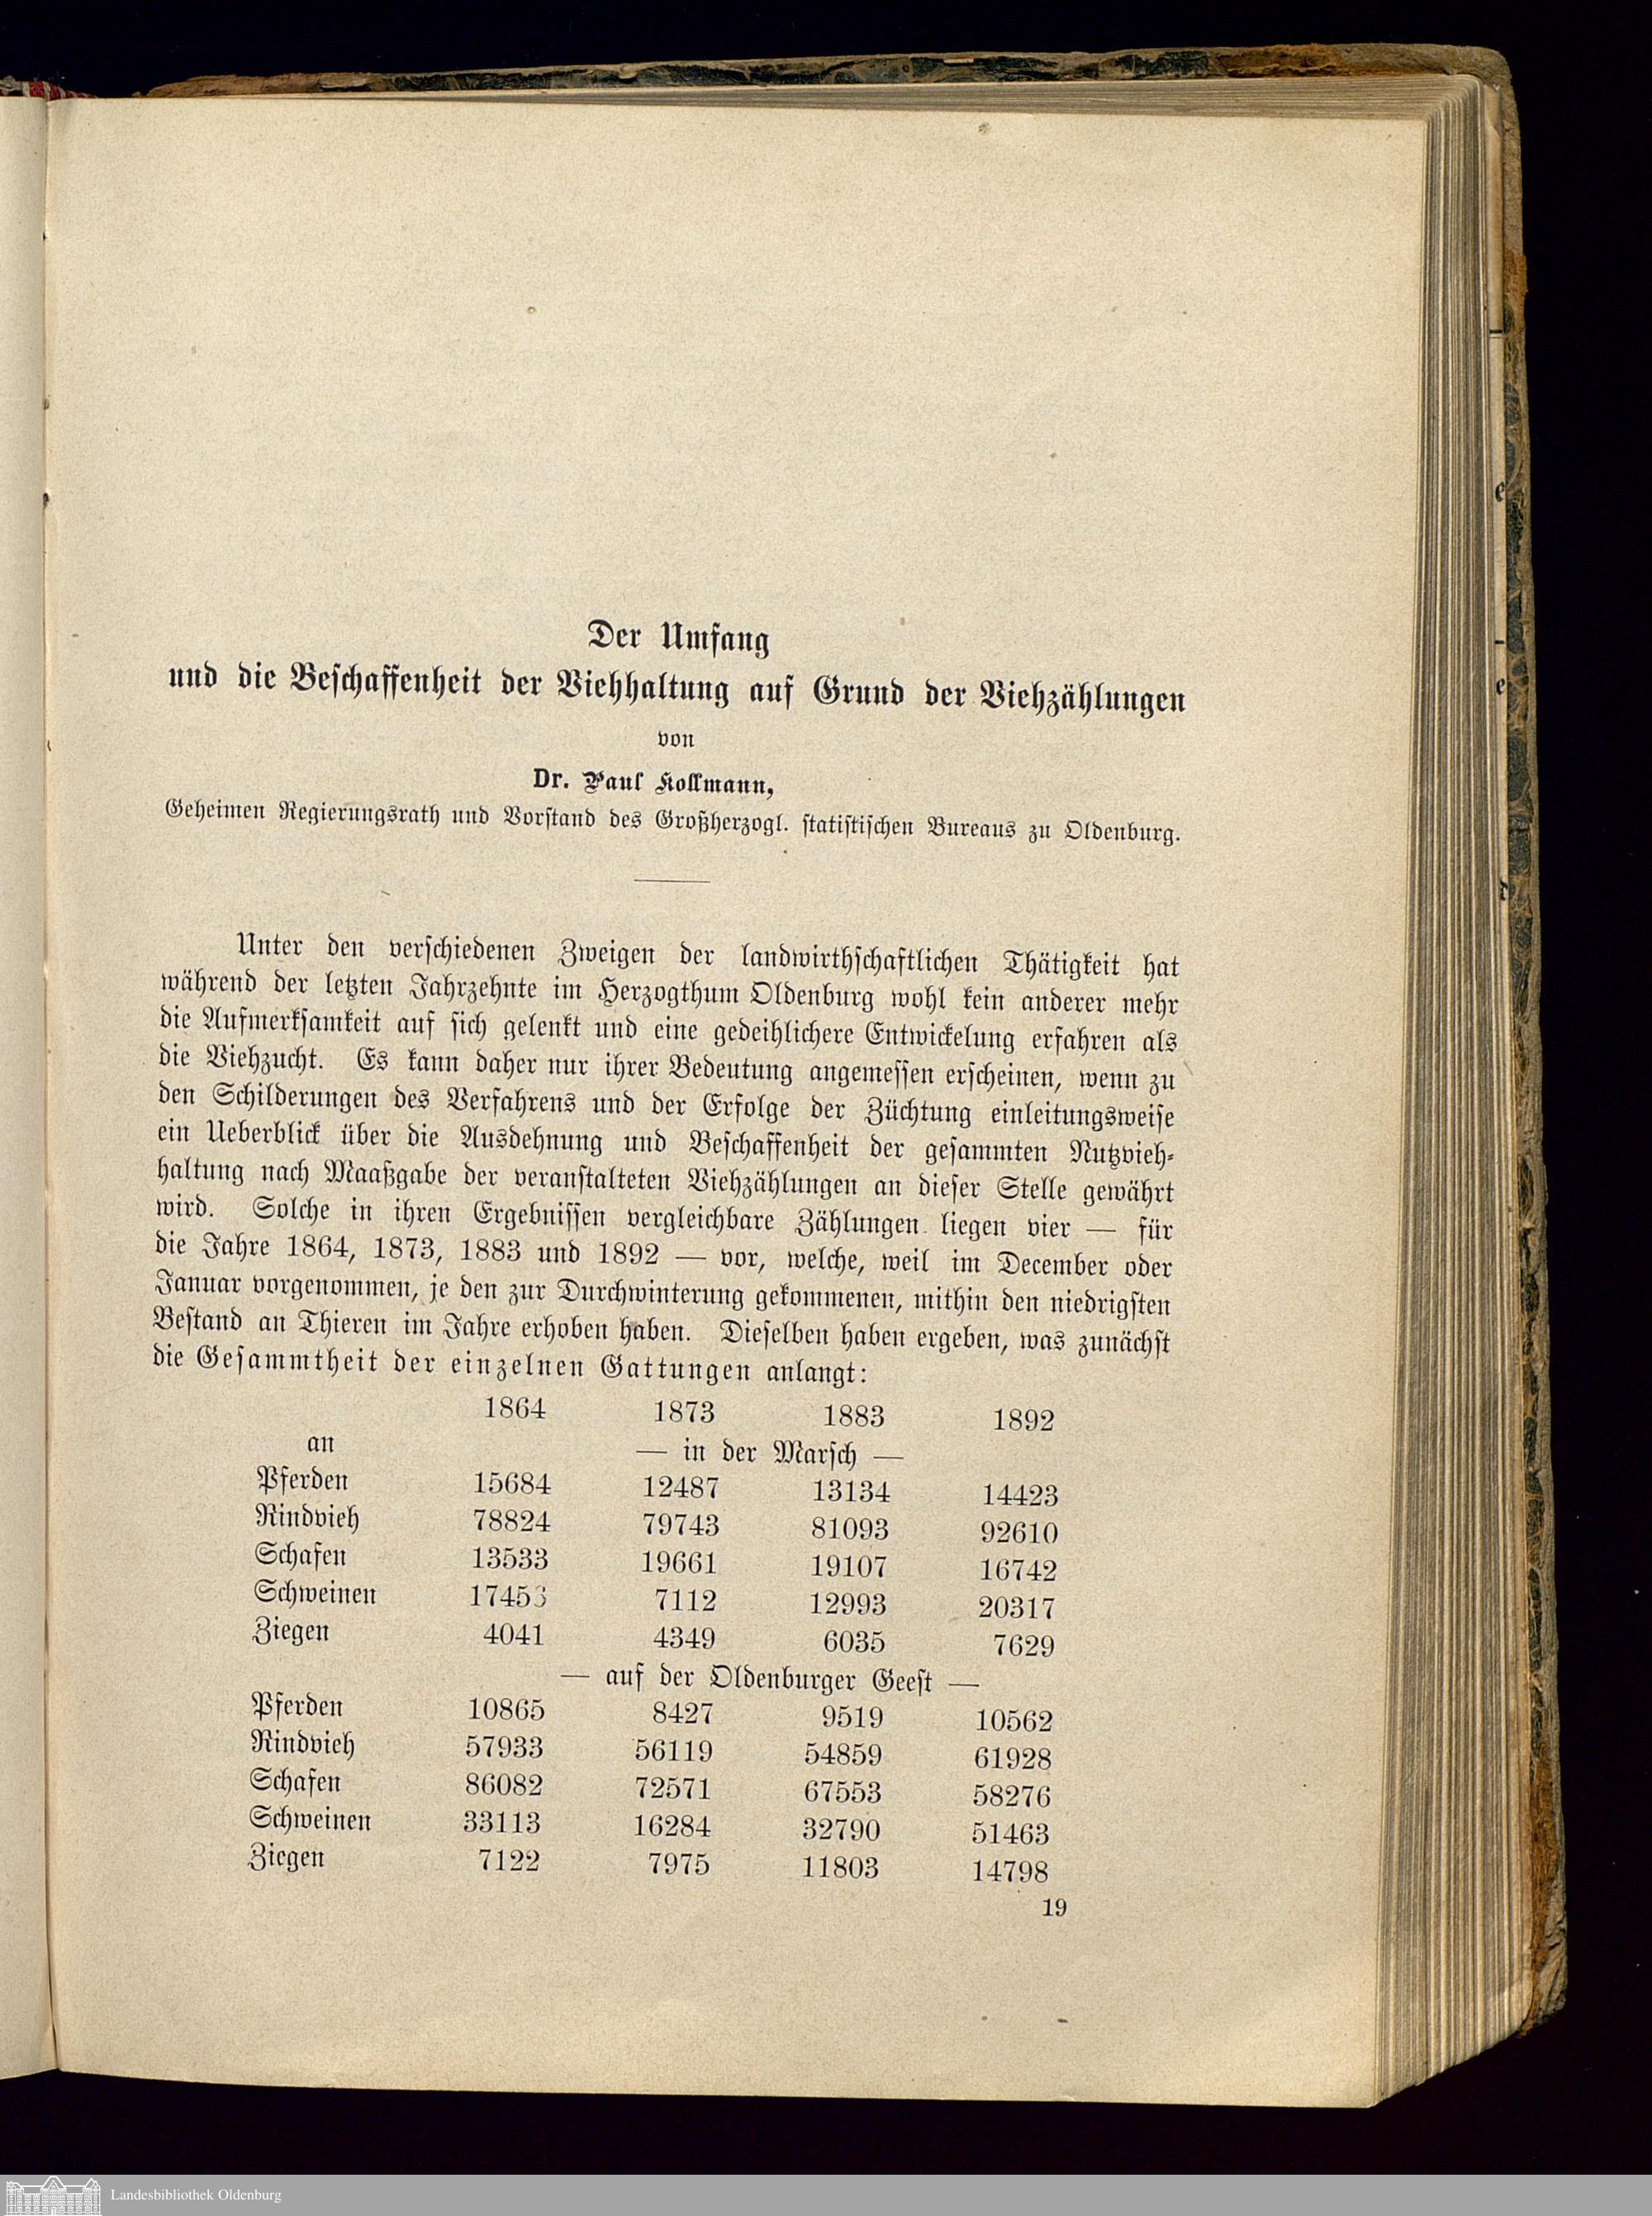 Der Umfang
und die Beschaffenheit der Viehhaltung auf Grund der Viehzählungen
von
Dr. Paul Kollmann,
Geheimen Regierungsrath und Vorstand des Großherzogl. statistischen Bureaus zu Oldenburg.
Unter den verschiedenen Zweigen der landwirthschaftlichen Thätigkeit hat
während der letzten Jahrzehnte im Herzogthum Oldenburg wohl kein anderer mehr
die Aufmerksamkeit auf sich gelenkt und eine gedeihlichere Entwickelung erfahren als
die Viehzucht. Es kann daher nur ihrer Bedeutung angemessen erscheinen, wenn zu
den Schilderungen des Verfahrens und der Erfolge der Züchtung einleitungsweise
ein Ueberblick über die Ausdehnung und Beschaffenheit der gesammten Nutzvieh-
haltung nach Maaßgabe der veranstalteten Viehzählungen an dieser Stelle gewährt
wird. Solche in ihren Ergebnissen vergleichbare Zählungen liegen vier — für
die Jahre 1864, 1873, 1883 und 1892 — vor, welche, weil im December oder
Januar vorgenommen, je den zur Durchwinterung gekommenen, mithin den niedrigsten
Bestand an Thieren im Jahre erhoben haben. Dieselben haben ergeben, was zunächst
die Gesammtheit der einzelnen Gattungen anlangt:
1864 1873 1883 1892
an — in der Marsch —
Pferden 15684 12487 13134 14423
Rindvieh 78824 79743 81093 92610
Schafen 13533 19661 19107 16742
Schweinen 17453 7112 12993 20317
Ziegen 4041 4349 6035 7629
— auf der Oldenburger Geest —
Pferden 10865 8427 9519 10562
Rindvieh 57933 56119 54859 61928
Schafen 86082 72571 67553 58276
Schweinen 33113 16284 32790 51463
Ziegen 7122 7975 11803 14798
19
Landesbibliothek Oldenburg